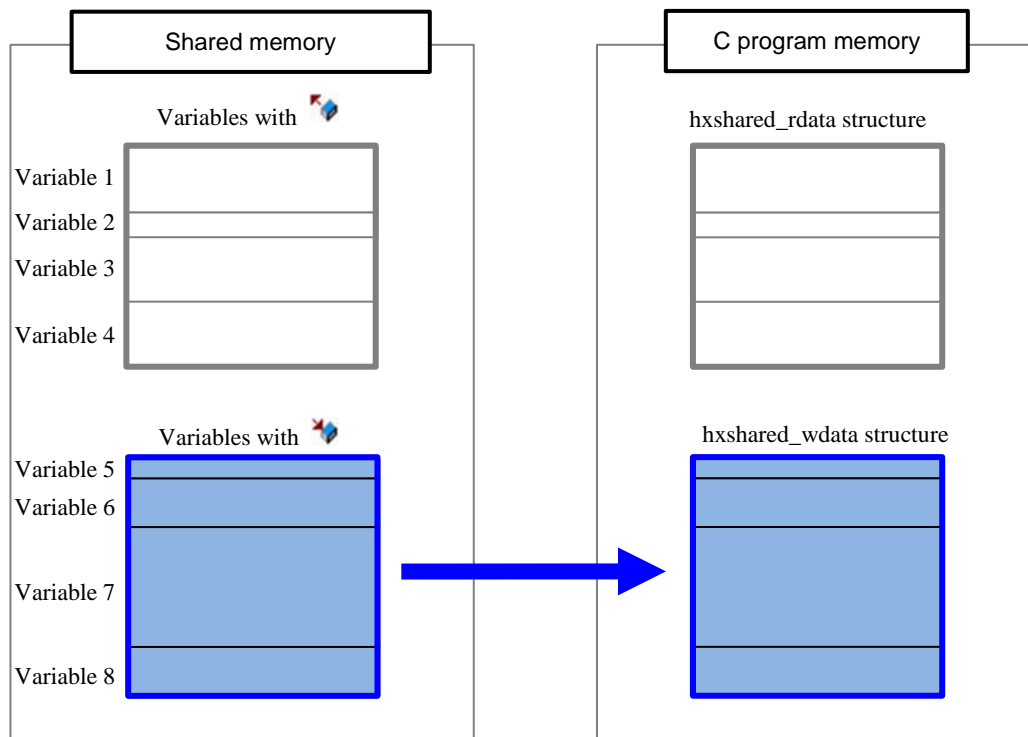 Shared memory
C program memory
Variables with
hxshared_rdata structure
Variable 1
Variable 2
Variable 3
Variable 4
Variables with
hxshared_wdata structure
Variable 5
Variable 6
Variable 7
Variable 8